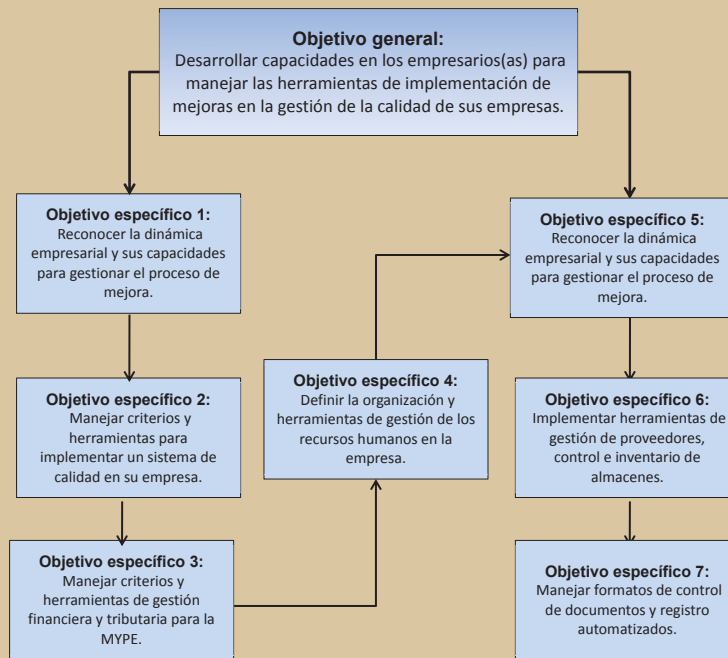 Objetivo general:
Desarrollar capacidades en los empresarios(as) para
manejar las herramientas de implementación de
mejoras en la gestión de la calidad de sus empresas.
Objetivo específico 1:
Reconocer la dinámica
empresarial y sus capacidades
para gestionar el proceso de
mejora.
Objetivo específico 2:
Manejar criterios y
herramientas para
implementar un sistema de
calidad en su empresa.
Objetivo específico 3:
Manejar criterios y
herramientas de gestión
financiera y tributaria para la
MYPE.
Objetivo específico 4:
Definir la organización y
herramientas de gestión de los
recursos humanos en la
empresa.
Objetivo específico 5:
Reconocer la dinámica
empresarial y sus capacidades
para gestionar el proceso de
mejora.
Objetivo específico 6:
Implementar herramientas de
gestión de proveedores,
control e inventario de
almacenes.
Objetivo específico 7:
Manejar formatos de control
de documentos y registro
automatizados.